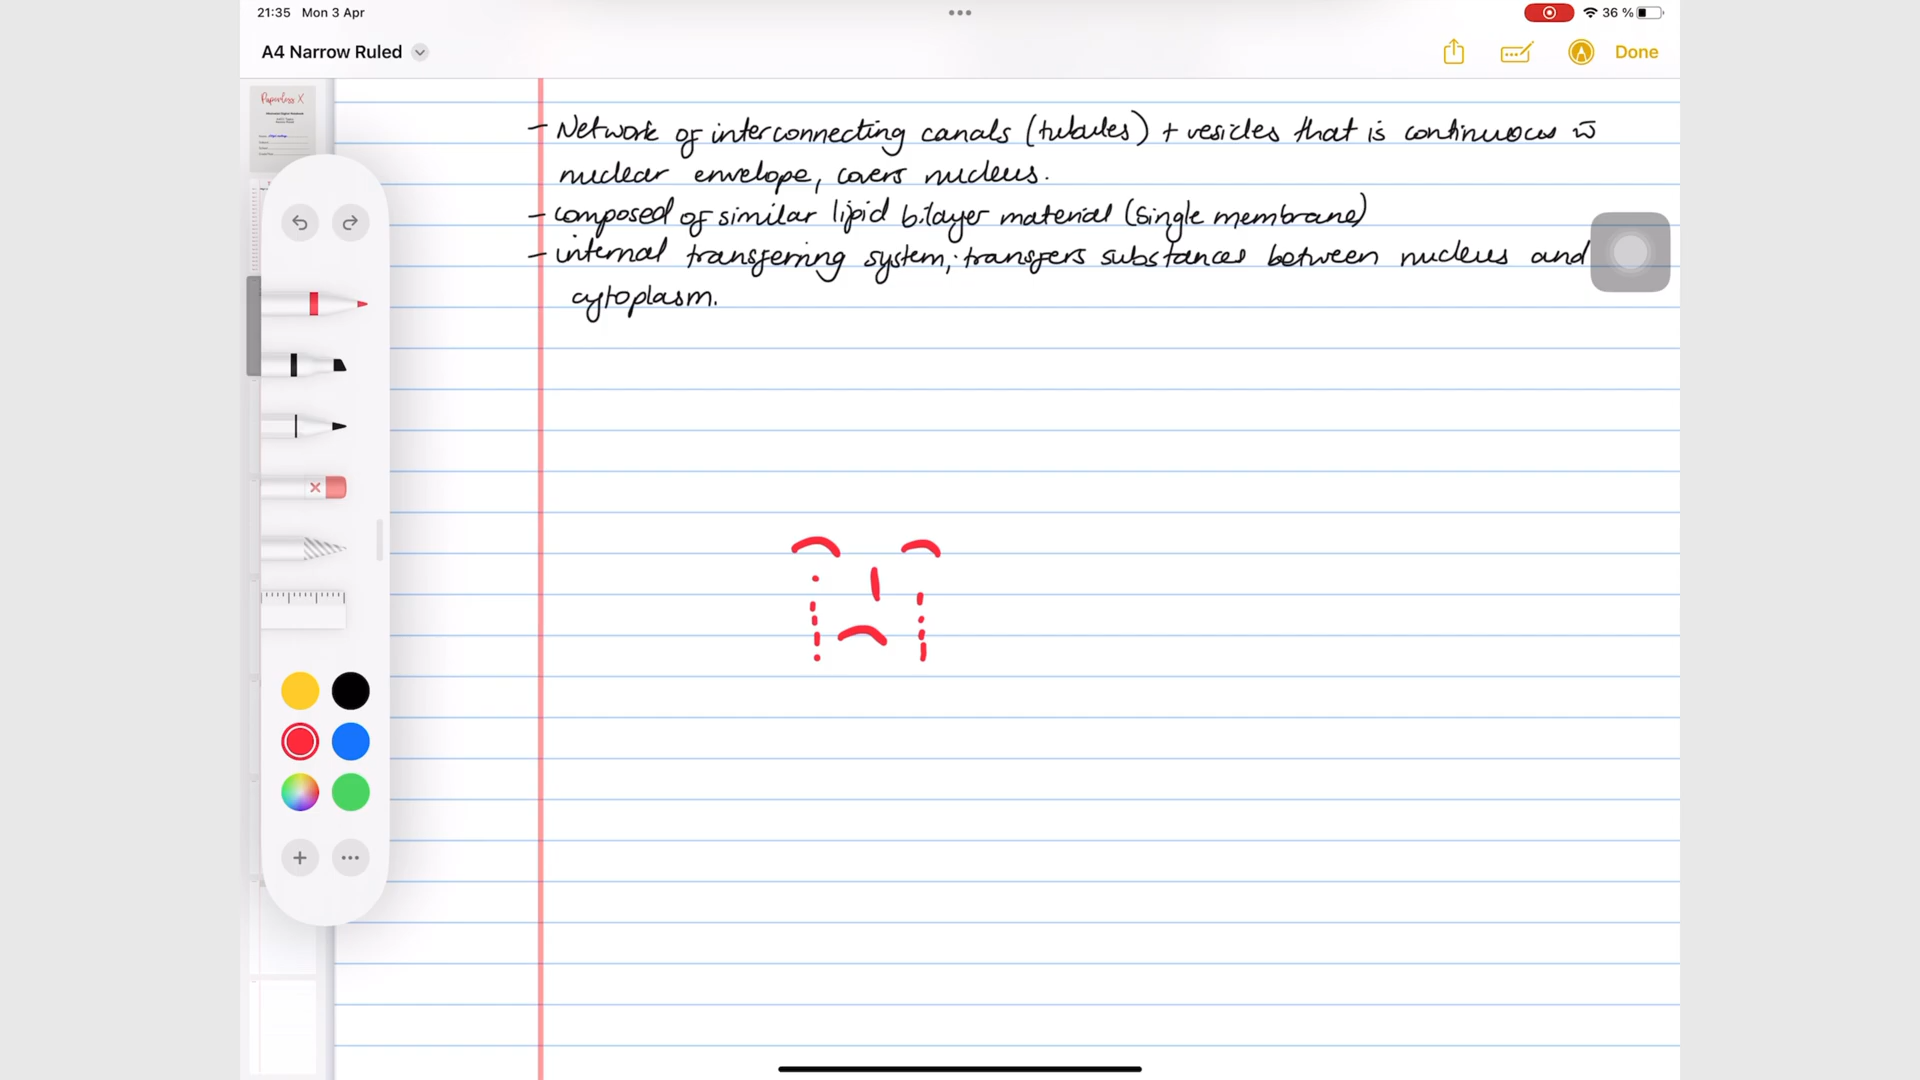 21:35 Mon 3 Apr
36 %
A4 Narrow Ruled
Done
Paperless X
- Network of interconnecting canals (tubules) + vesicles that is continuous w̄
nuclear envelope, covers nucleus.
- composed of similar lipid bilayer material (single membrane)
- internal transferring system, transfers substances between nucleus and
cytoplasm.